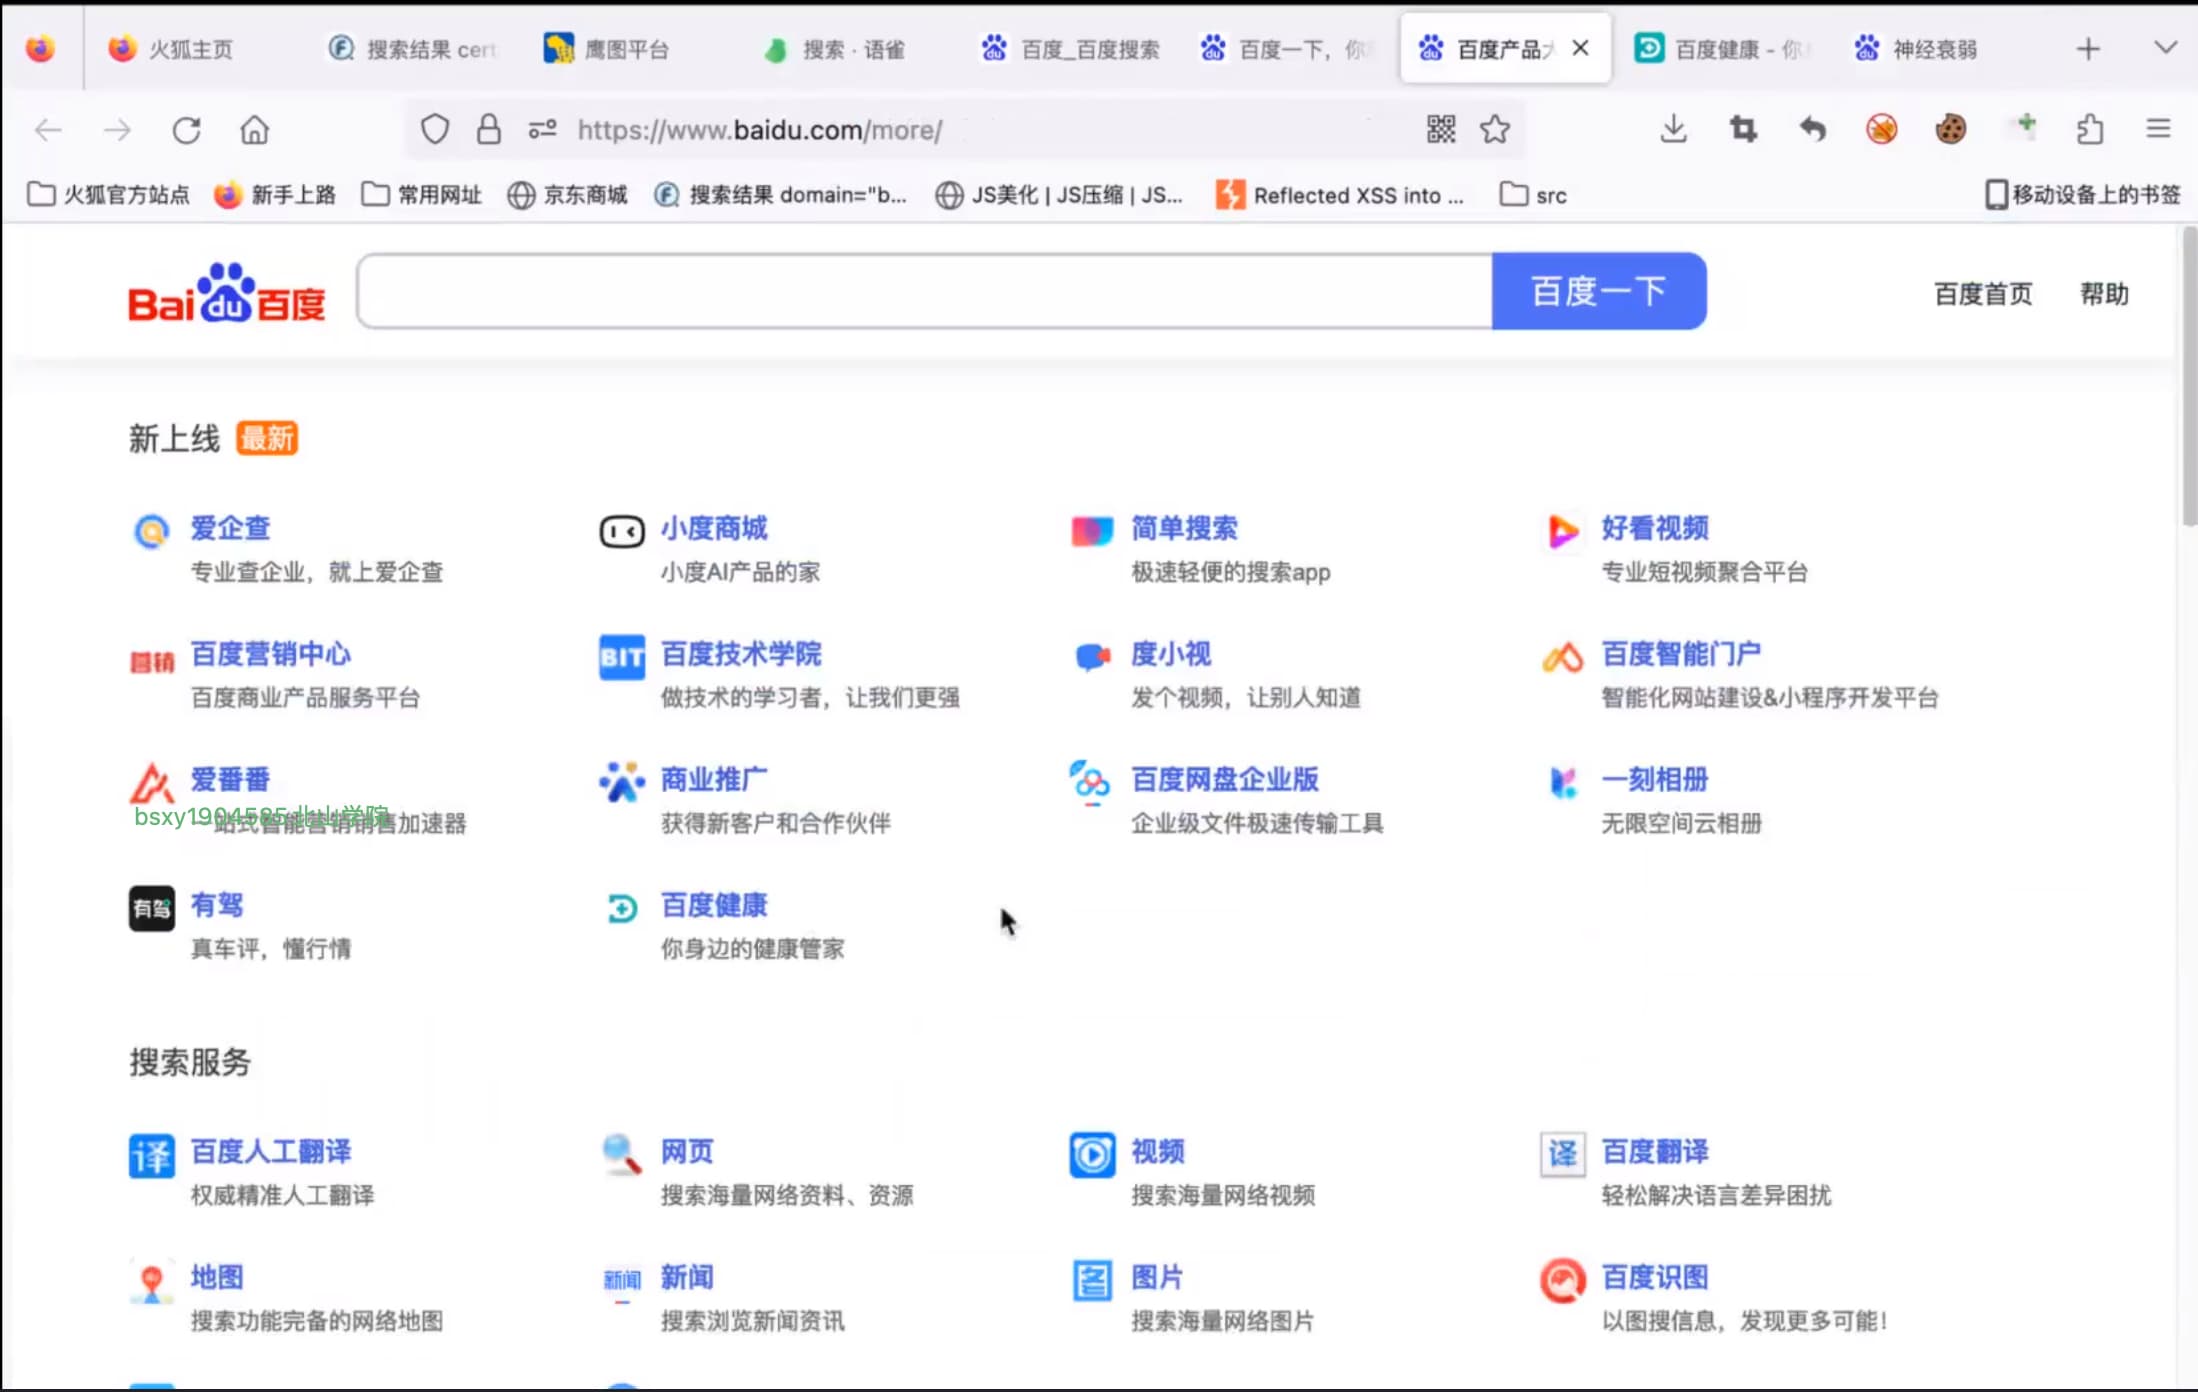 火狐主页
搜索结果 cert
鹰图平台
搜索 · 语雀
百度_百度搜索
百度一下，你
百度产品
百度健康 - 你
神经衰弱
https://www.baidu.com/more/
火狐官方站点
新手上路
常用网址
京东商城
搜索结果 domain="b...
JS美化 | JS压缩 | JS...
Reflected XSS into ...
src
移动设备上的书签
Bai du 百度
百度一下
百度首页
帮助
新上线 最新
爱企查
专业查企业，就上爱企查
小度商城
小度AI产品的家
简单搜索
极速轻便的搜索app
好看视频
专业短视频聚合平台
营销
百度营销中心
百度商业产品服务平台
BIT
百度技术学院
做技术的学习者，让我们更强
度小视
发个视频，让别人知道
百度智能门户
智能化网站建设&小程序开发平台
爱番番
bsxy1904585 北山学院
一站式智能营销销售加速器
商业推广
获得新客户和合作伙伴
百度网盘企业版
企业级文件极速传输工具
一刻相册
无限空间云相册
有驾
有驾
真车评，懂行情
百度健康
你身边的健康管家
搜索服务
译
百度人工翻译
权威精准人工翻译
网页
搜索海量网络资料、资源
视频
搜索海量网络视频
译
百度翻译
轻松解决语言差异困扰
地图
搜索功能完备的网络地图
新闻
新闻
搜索浏览新闻资讯
图片
搜索海量网络图片
百度识图
以图搜信息，发现更多可能！